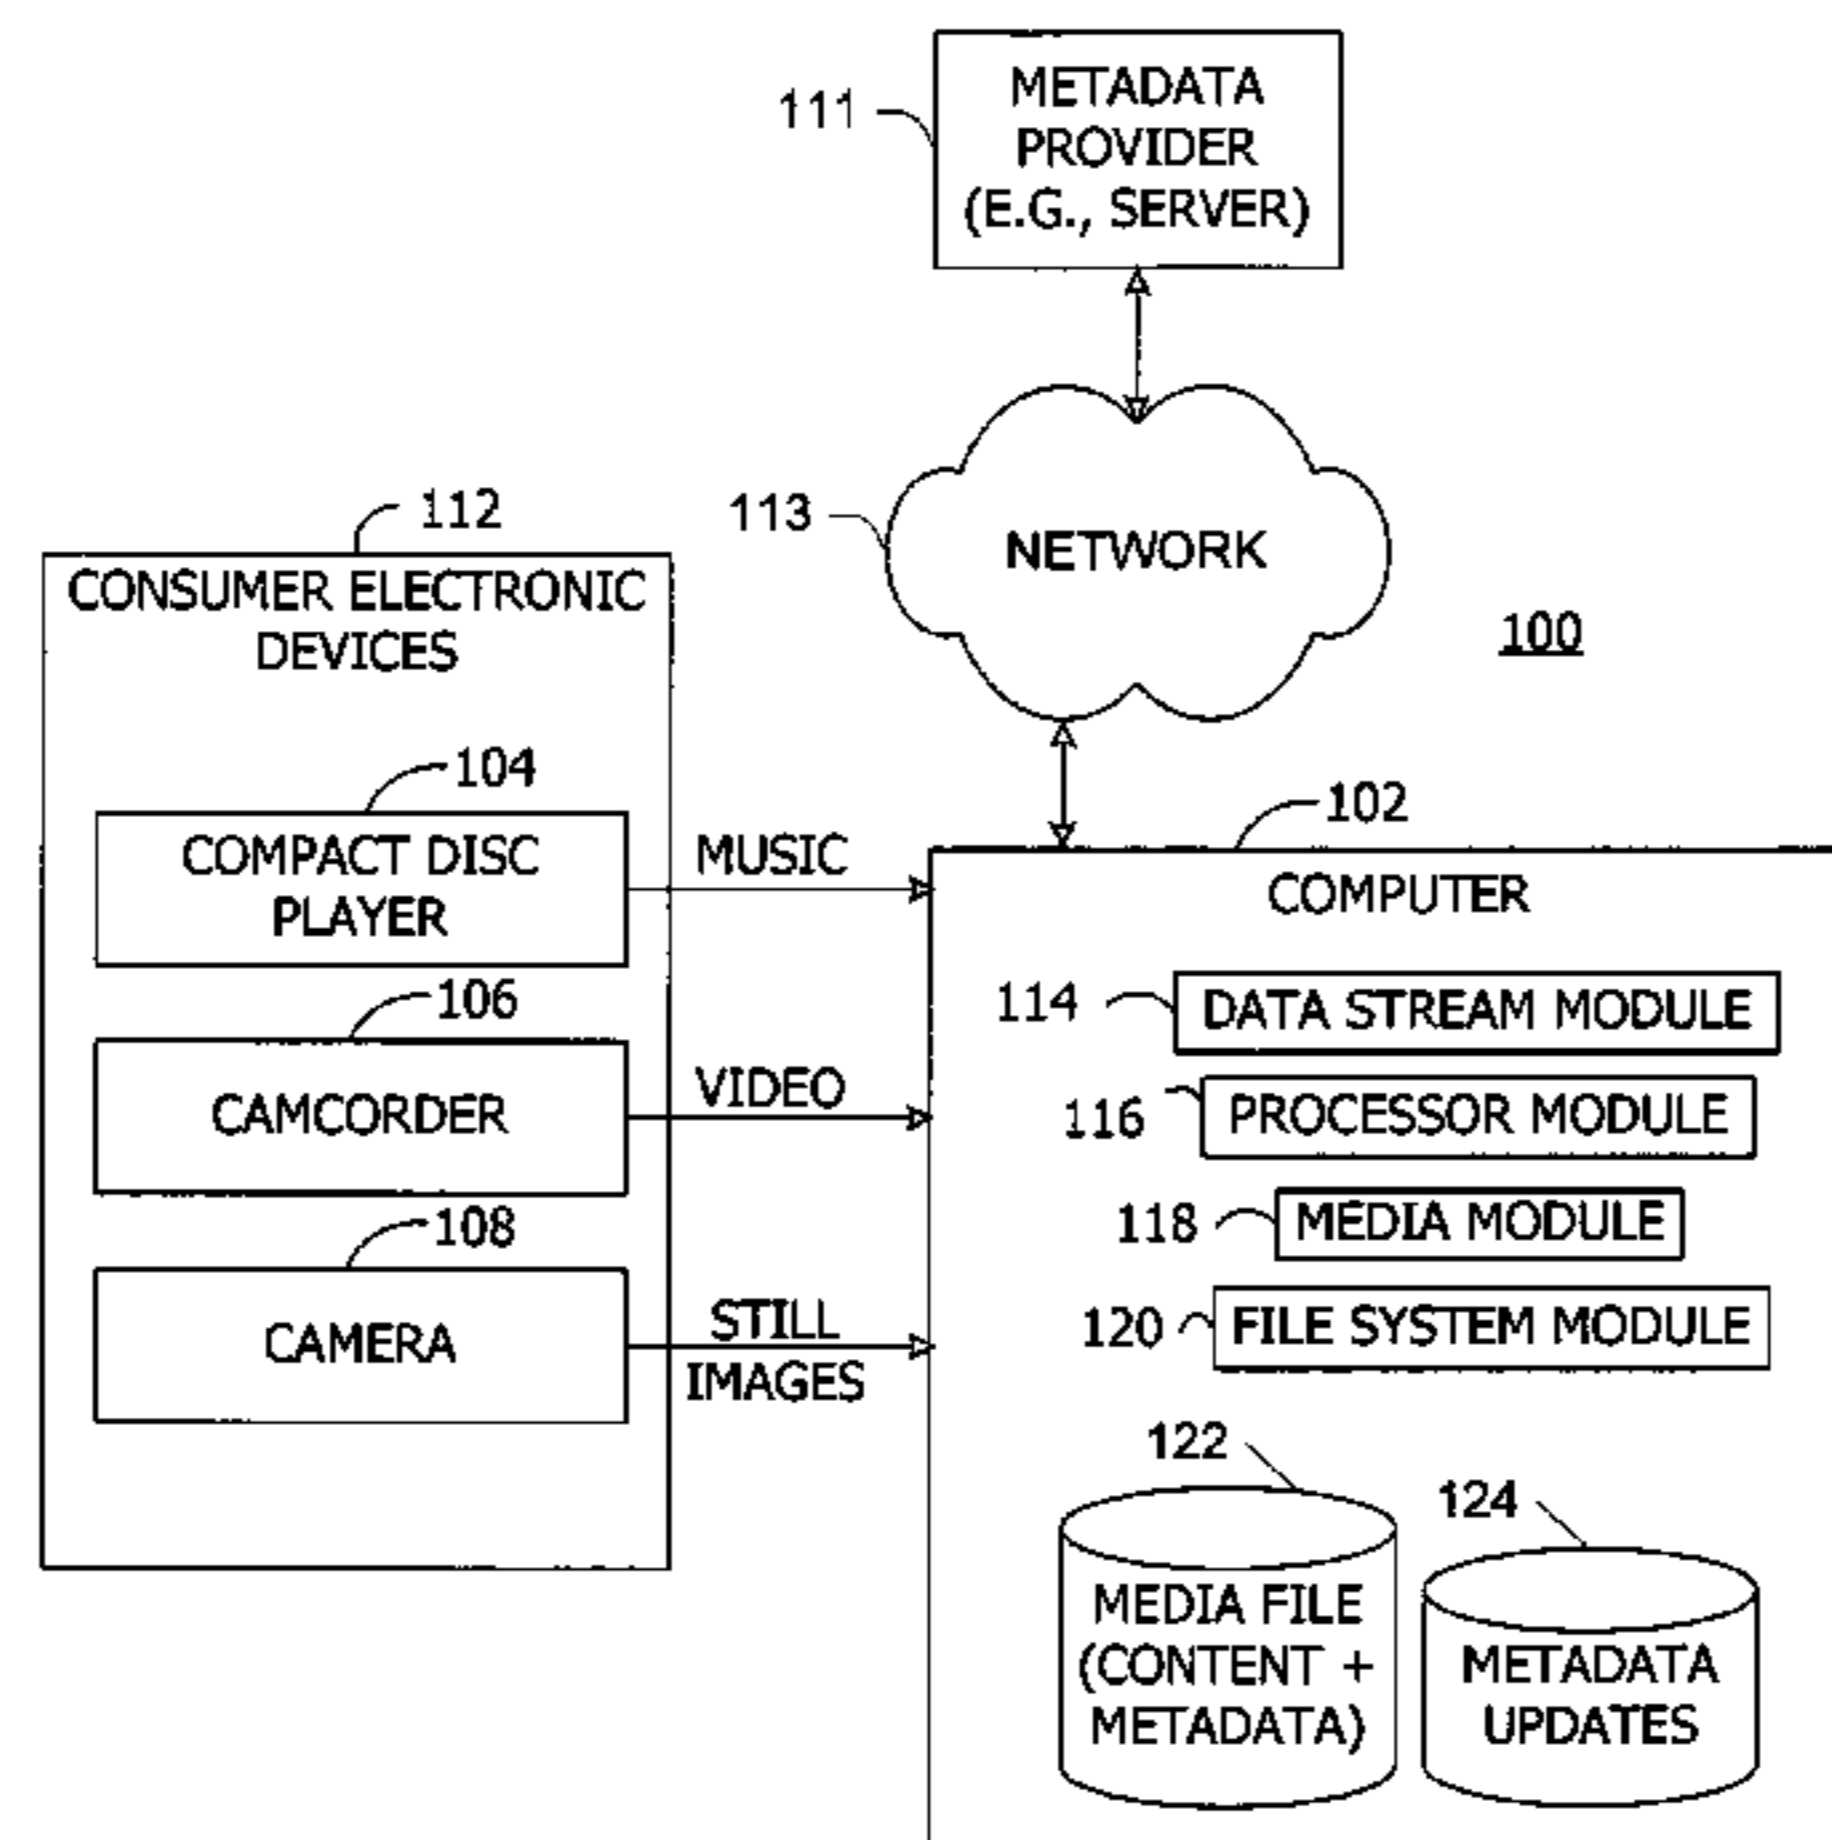 111
METADATA
PROVIDER
(E.G., SERVER)
113
NETWORK
100
112
CONSUMER ELECTRONIC
DEVICES
104
COMPACT DISC
PLAYER
MUSIC
106
CAMCORDER
VIDEO
108
CAMERA
STILL
IMAGES
102
COMPUTER
114
DATA STREAM MODULE
116
PROCESSOR MODULE
118
MEDIA MODULE
120
FILE SYSTEM MODULE
122
MEDIA FILE
(CONTENT +
METADATA)
124
METADATA
UPDATES